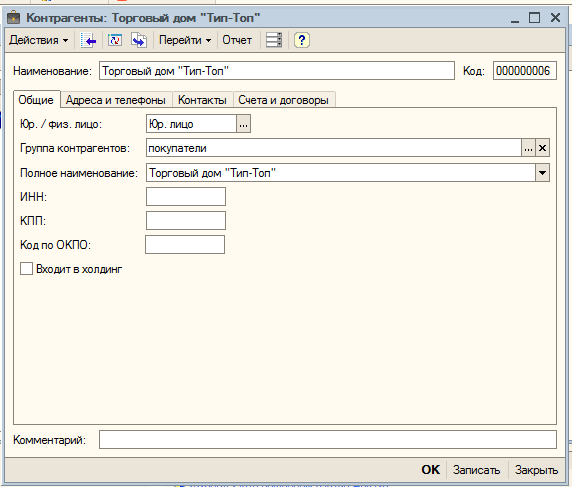 Контрагенты: Торговый дом "Тип-Топ"
Действия Перейти Отчет ?
Наименование: Торговый дом "Тип-Топ" Код: 000000006
Общие Адреса и телефоны Контакты Счета и договоры
Юр. / физ. лицо: Юр. лицо ...
Группа контрагентов: покупатели ... x
Полное наименование: Торговый дом "Тип-Топ"
ИНН:
КПП:
Код по ОКПО:
Входит в холдинг
Комментарий:
OK Записать Закрыть